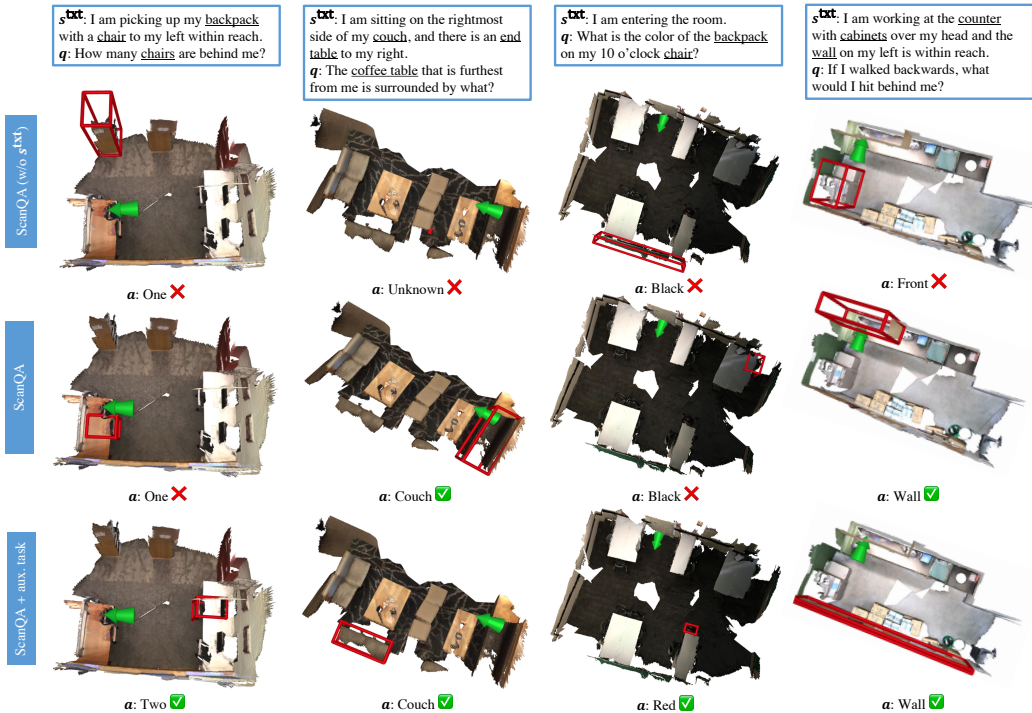 s^txt: I am picking up my backpack
with a chair to my left within reach.
q: How many chairs are behind me?
s^txt: I am sitting on the rightmost
side of my couch, and there is an end
table to my right.
q: The coffee table that is furthest
from me is surrounded by what?
s^txt: I am entering the room.
q: What is the color of the backpack
on my 10 o’clock chair?
s^txt: I am working at the counter
with cabinets over my head and the
wall on my left is within reach.
q: If I walked backwards, what
would I hit behind me?
ScanQA (w/o s^txt)
a: One ❌
a: Unknown ❌
a: Black ❌
a: Front ❌
ScanQA
a: One ❌
a: Couch ✅
a: Black ❌
a: Wall ✅
ScanQA + aux. task
a: Two ✅
a: Couch ✅
a: Red ✅
a: Wall ✅